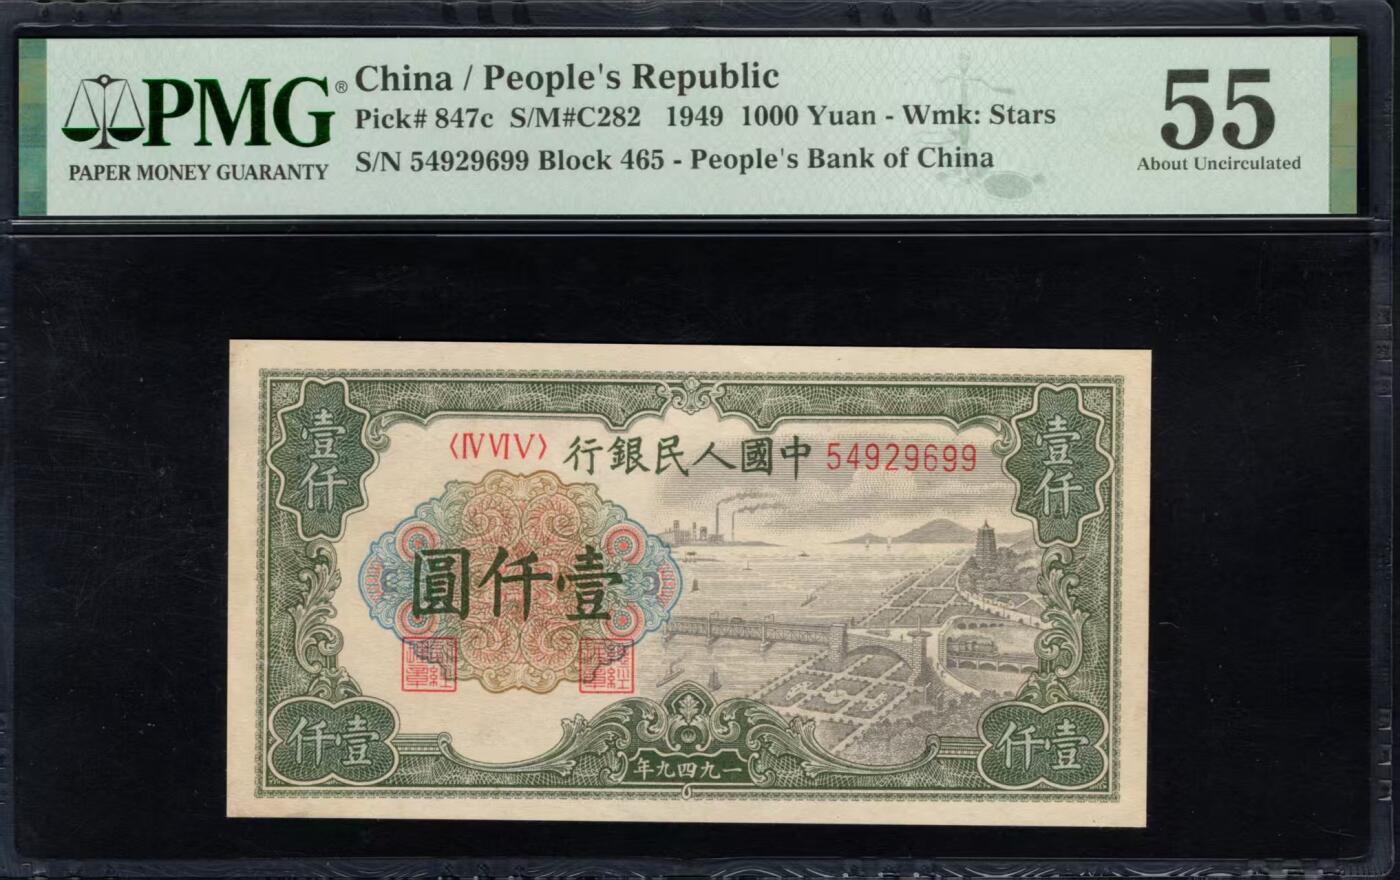 PMG®
PAPER MONEY GUARANTY
China / People's Republic
Pick# 847c S/M#C282 1949 1000 Yuan - Wmk: Stars
S/N 54929699 Block 465 - People's Bank of China
55
About Uncirculated
壹仟
壹仟
〈ⅣⅥⅤ〉
行銀民人國中
54929699
圓仟壹
仟壹
年九四九一
仟壹